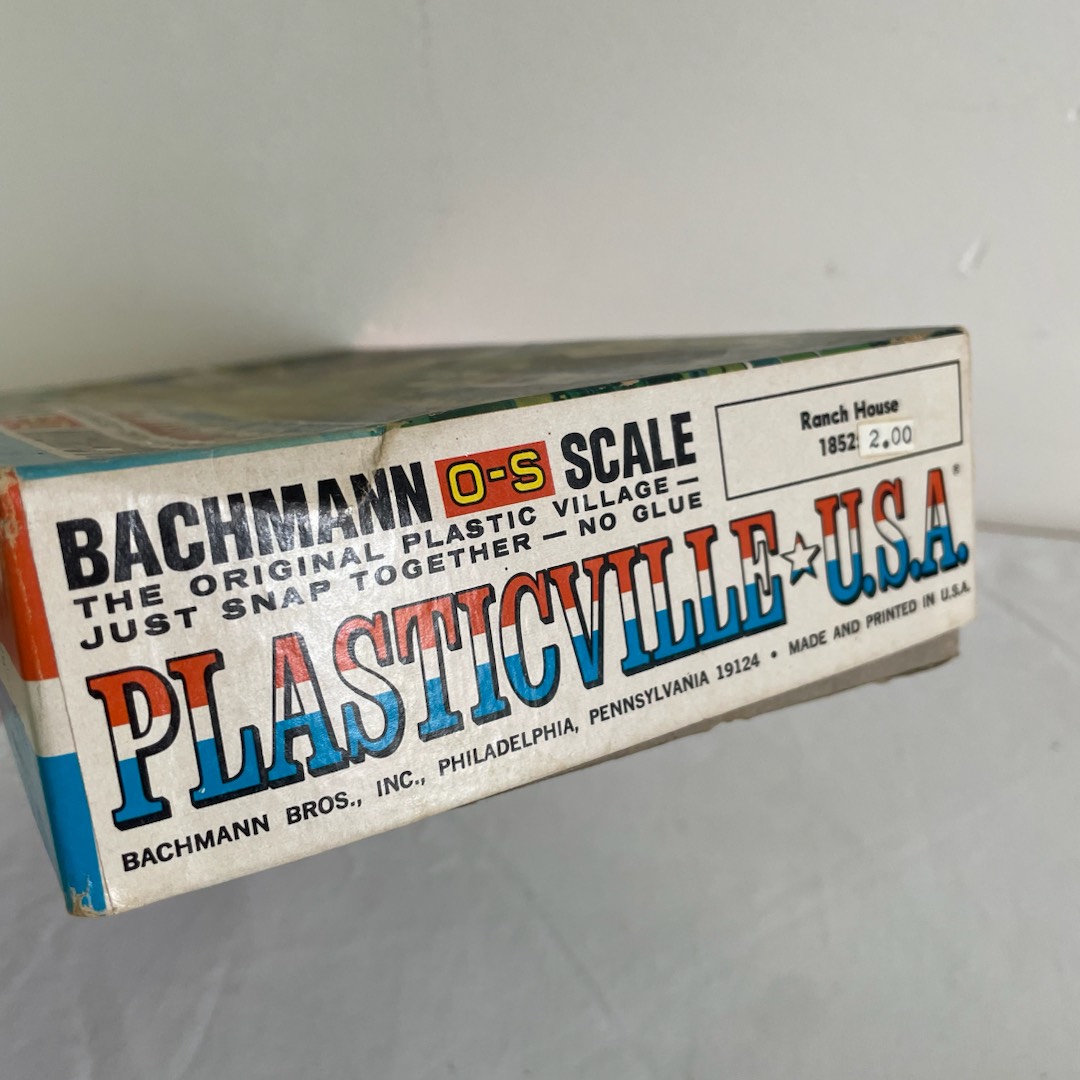 BACHMANN O-S SCALE
THE ORIGINAL PLASTIC VILLAGE —
JUST SNAP TOGETHER — NO GLUE
Ranch House
1852: 2.00
PLASTICVILLE☆U.S.A.®
BACHMANN BROS., INC., PHILADELPHIA, PENNSYLVANIA 19124 • MADE AND PRINTED IN U.S.A.